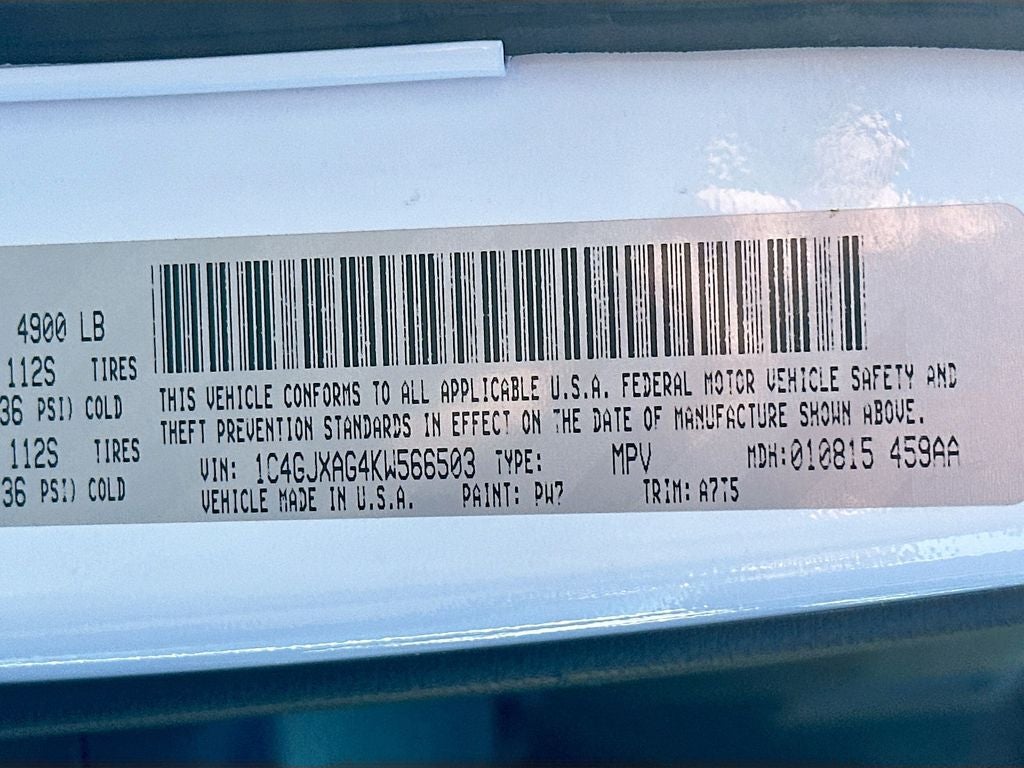 4900 LB
112S TIRES
36 PSI) COLD
112S TIRES
36 PSI) COLD
THIS VEHICLE CONFORMS TO ALL APPLICABLE U.S.A. FEDERAL MOTOR VEHICLE SAFETY AND
THEFT PREVENTION STANDARDS IN EFFECT ON THE DATE OF MANUFACTURE SHOWN ABOVE.
VIN: 1C4GJXAG4KW566503 TYPE: MPV MDH:010815 459AA
VEHICLE MADE IN U.S.A. PAINT: PW7 TRIM: A7T5